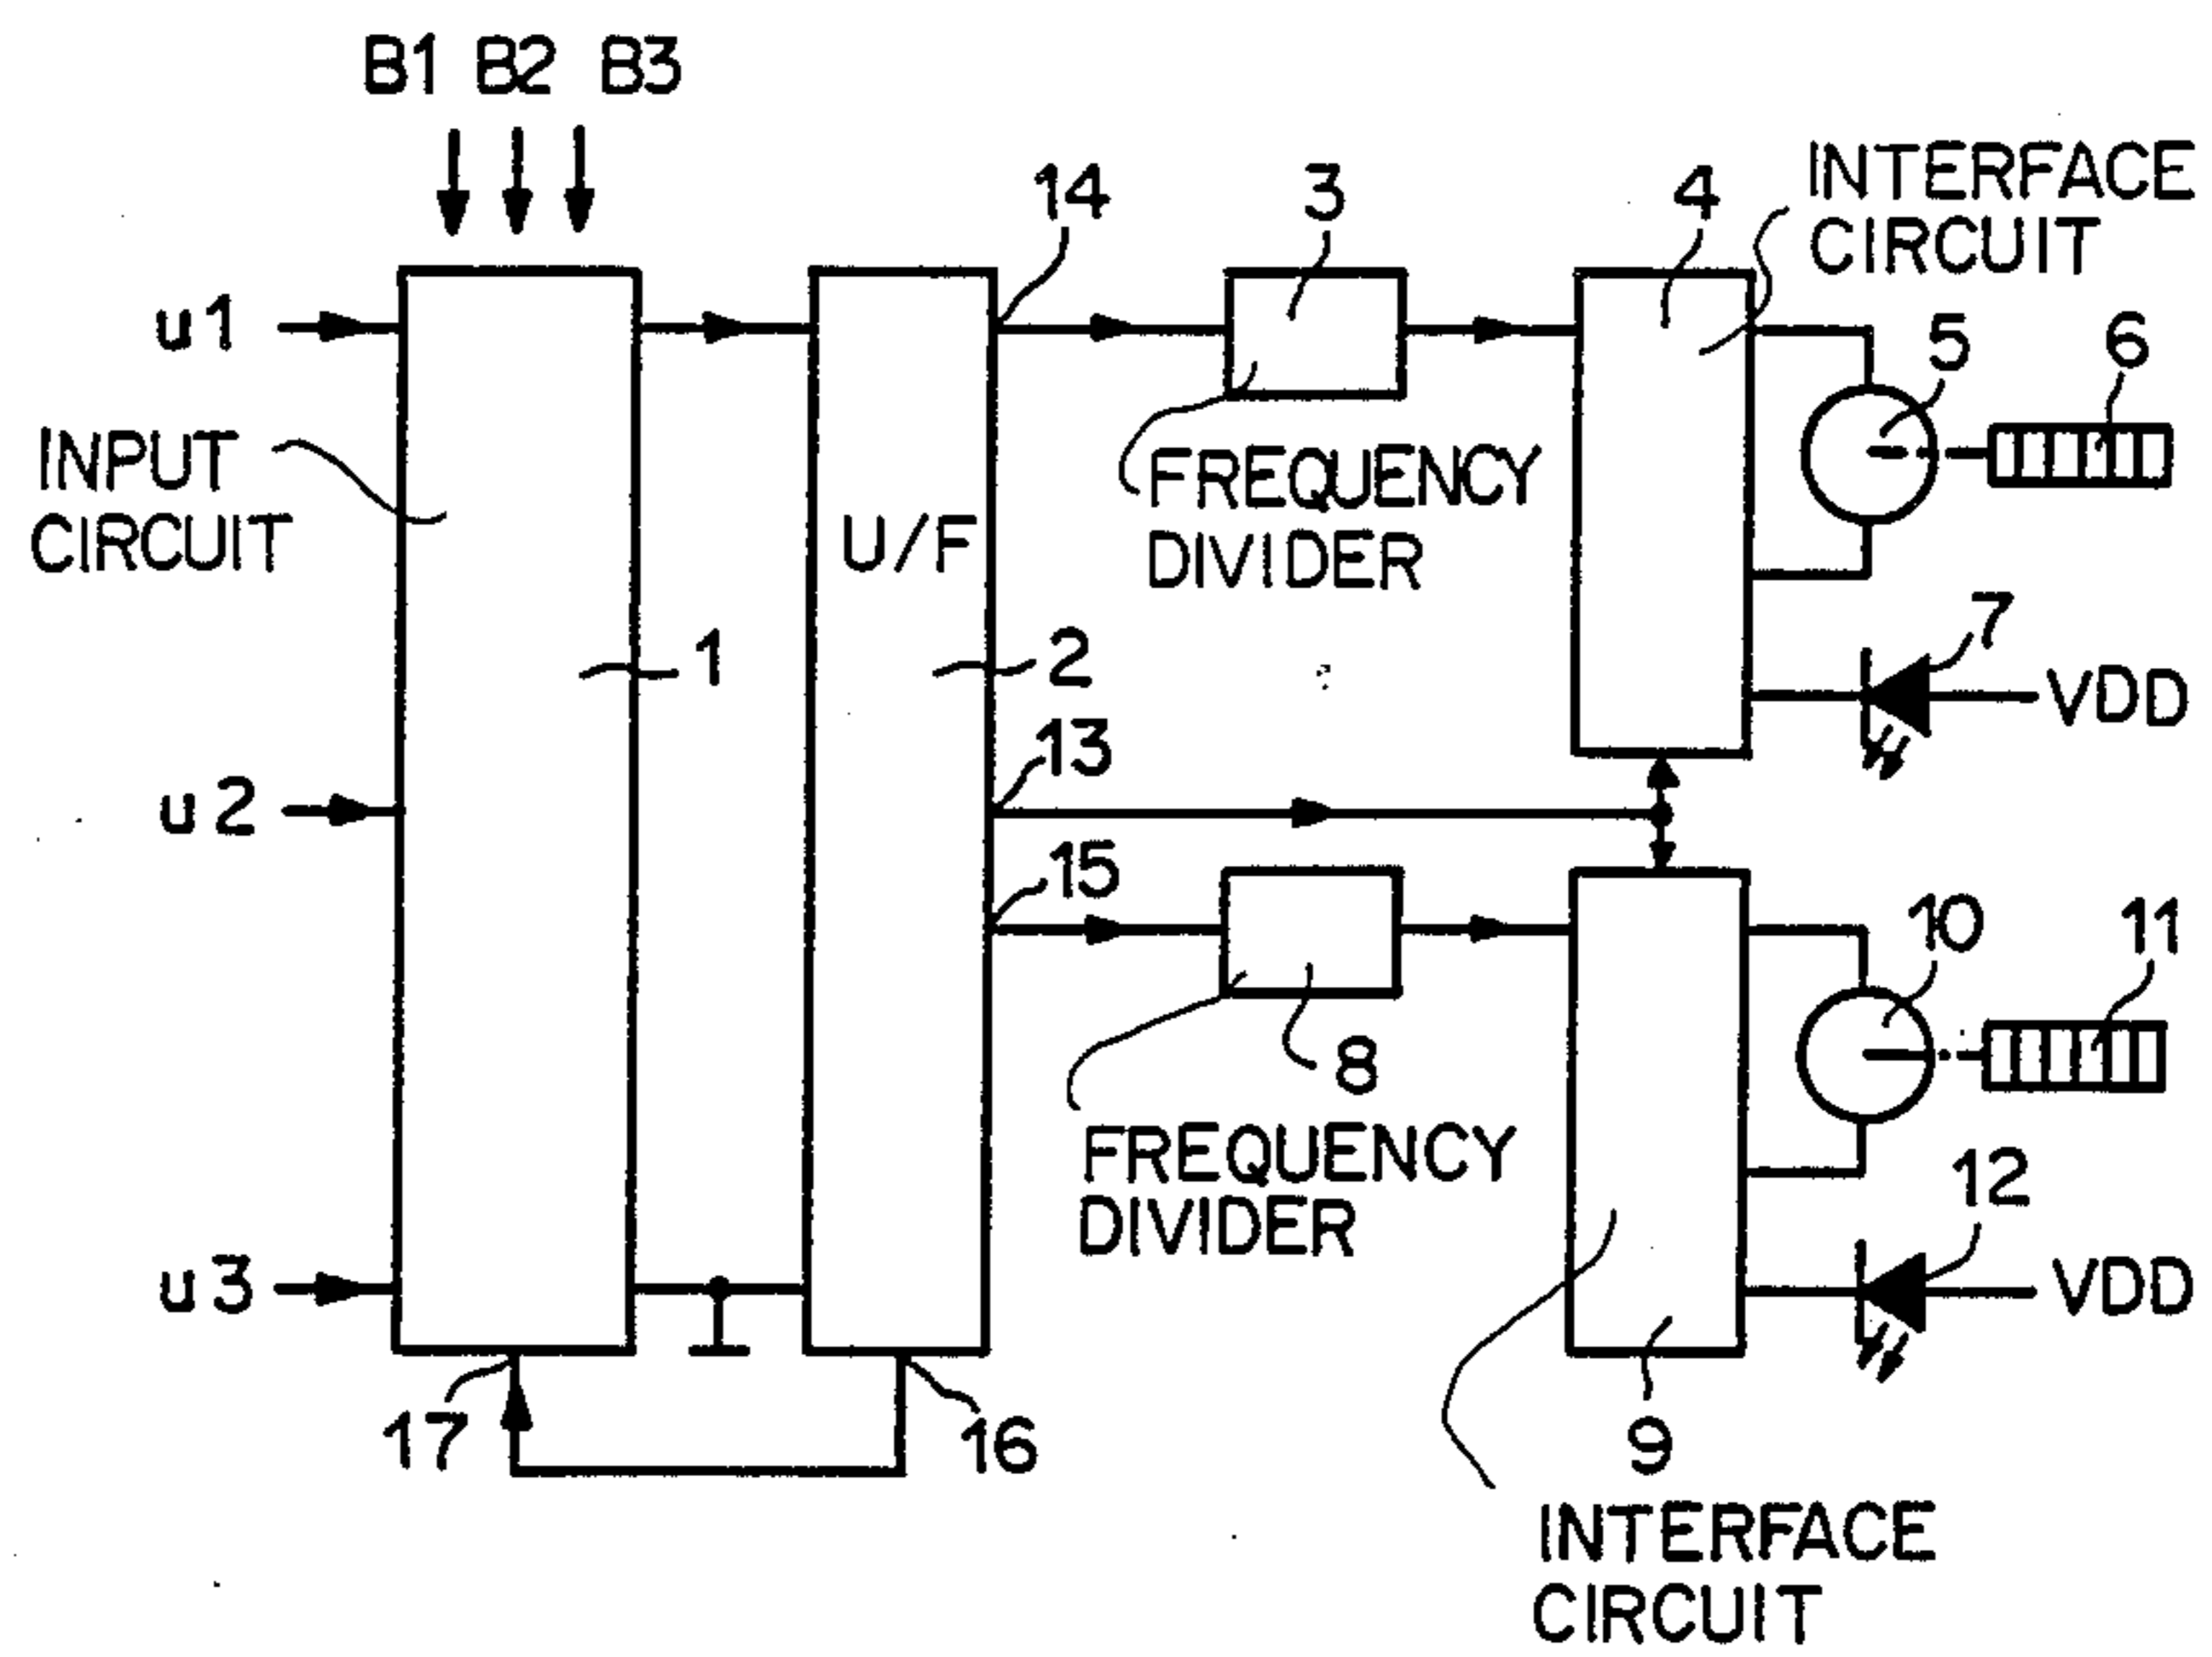 B1 B2 B3
14
3
4
INTERFACE
CIRCUIT
u1
5
6
INPUT
CIRCUIT
U/F
FREQUENCY
DIVIDER
1
2
7
VDD
13
u2
15
10
11
8
FREQUENCY
DIVIDER
12
u3
VDD
17
16
9
INTERFACE
CIRCUIT